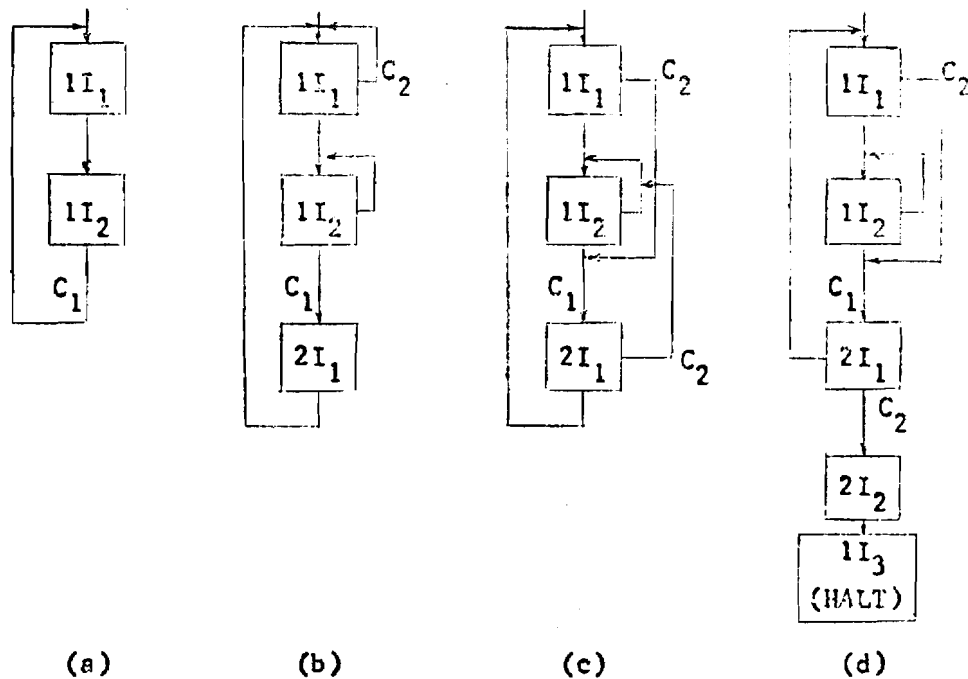 1I₁
1I₂
C₁
(a)
1I₁
C₂
1I₂
C₁
2I₁
(b)
1I₁
C₂
1I₂
C₁
2I₁
C₂
(c)
1I₁
C₂
1I₂
C₁
2I₁
C₂
2I₂
1I₃
(HALT)
(d)